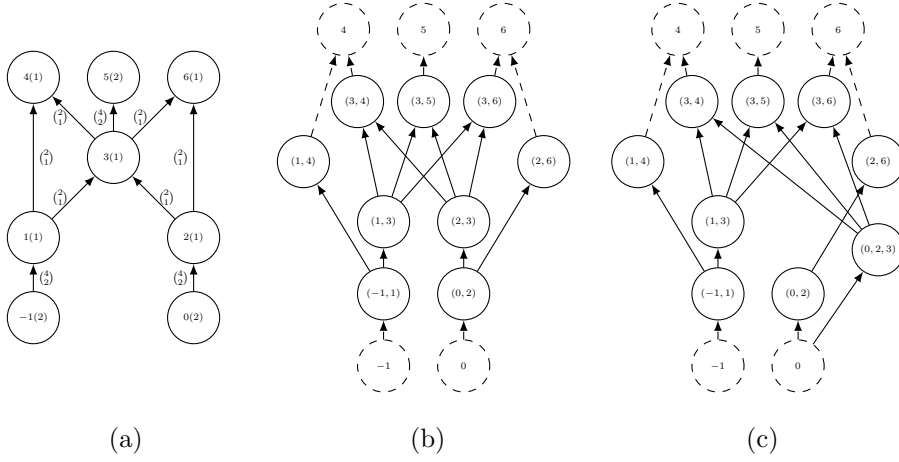 4(1) 5(2) 6(1)
(2 1) (4 2) (2 1)
3(1)
(2 1) (2 1)
(2 1) (2 1)
1(1) 2(1)
(4 2) (4 2)
−1(2) 0(2)
(a)
4 5 6
(3, 4) (3, 5) (3, 6)
(1, 4) (2, 6)
(1, 3) (2, 3)
(−1, 1) (0, 2)
−1 0
(b)
4 5 6
(3, 4) (3, 5) (3, 6)
(1, 4) (2, 6)
(1, 3) (0, 2, 3)
(−1, 1) (0, 2)
−1 0
(c)